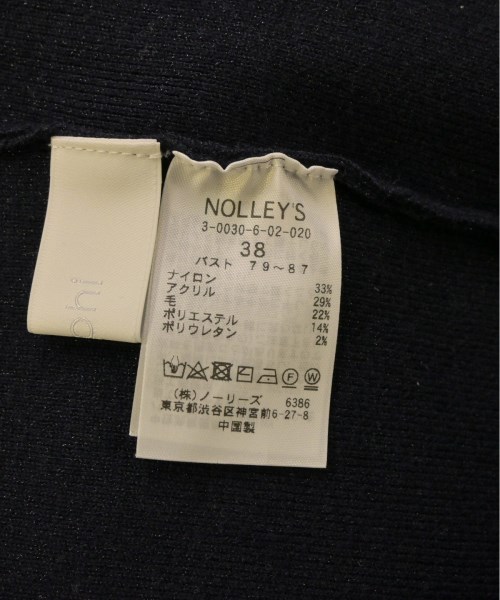 NOLLEY'S
3-0030-6-02-020
38
バスト 79～87
ナイロン 33%
アクリル 29%
毛 22%
ポリエステル 14%
ポリウレタン 2%
F W
(株)ノーリーズ 6386
東京都渋谷区神宮前6-27-8
中国製